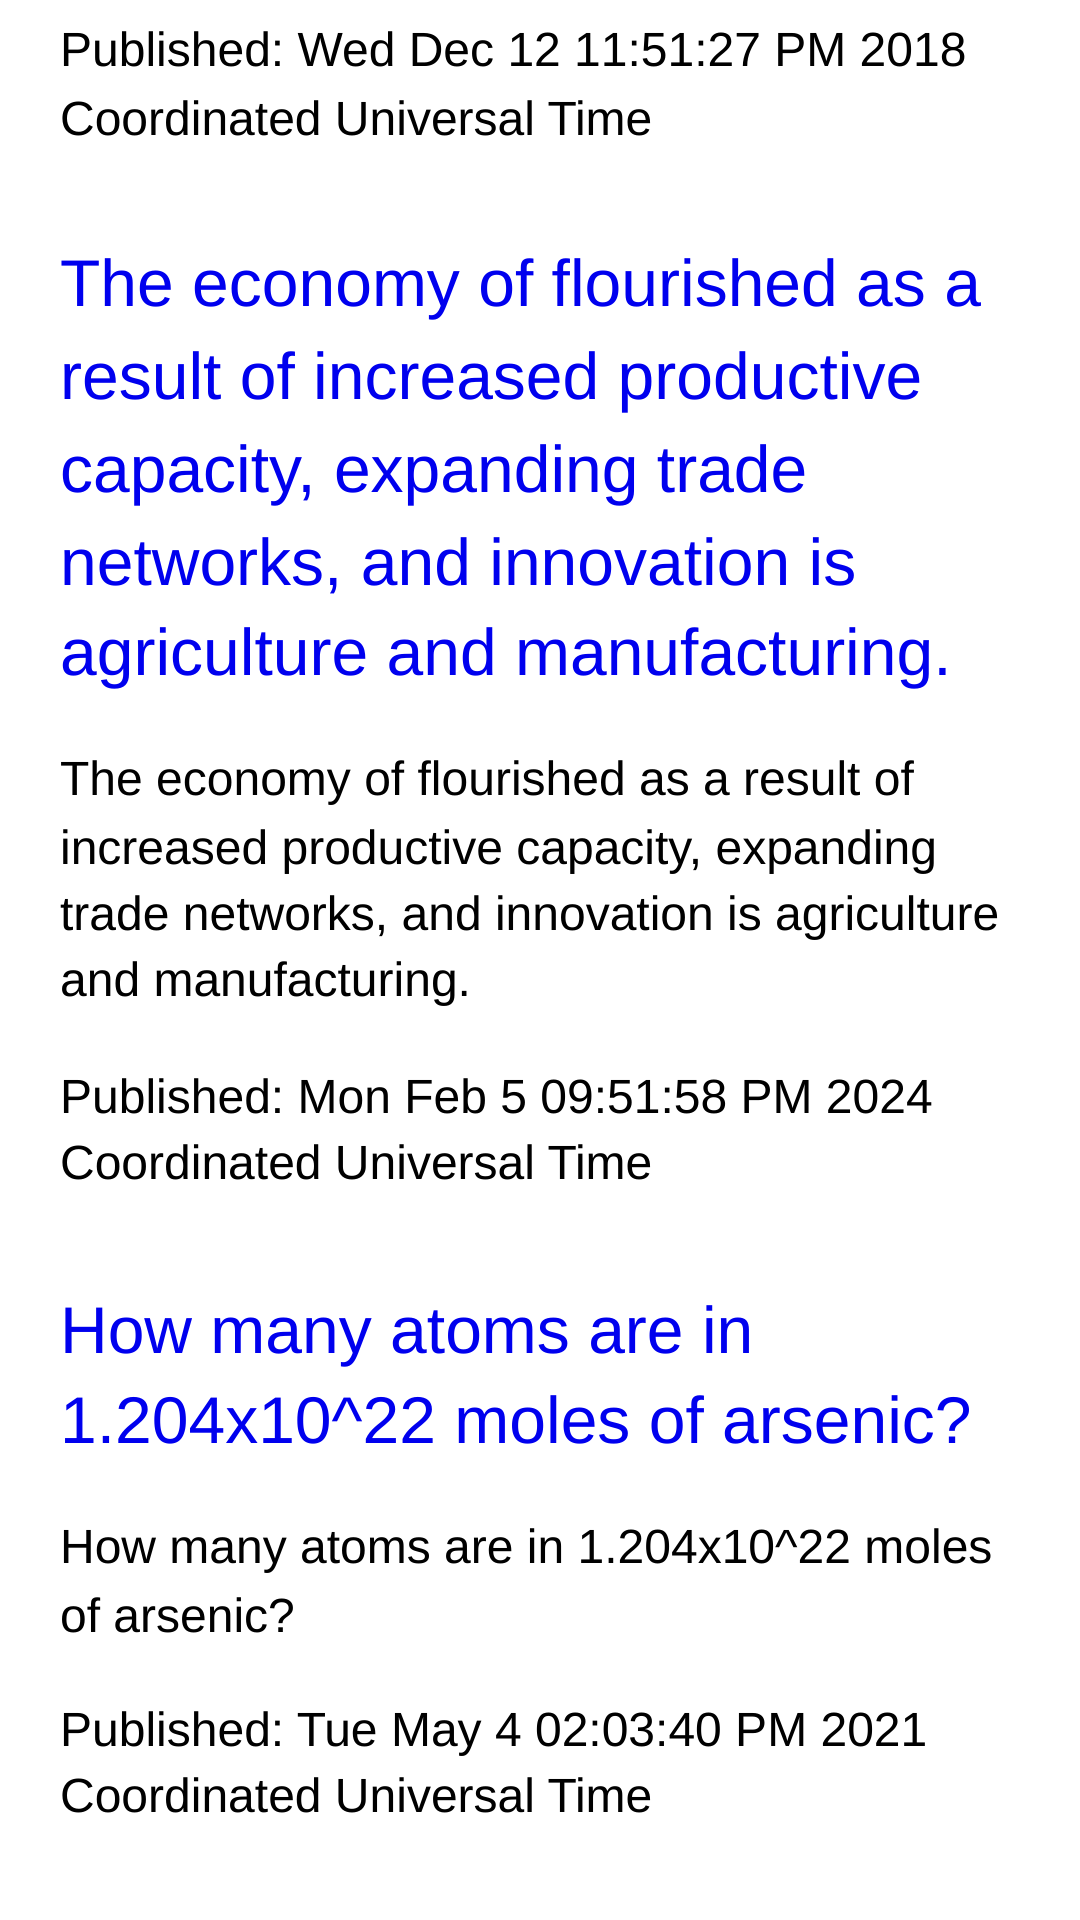 Published: Wed Dec 12 11:51:27 PM 2018
Coordinated Universal Time
The economy of flourished as a
result of increased productive
capacity, expanding trade
networks, and innovation is
agriculture and manufacturing.
The economy of flourished as a result of
increased productive capacity, expanding
trade networks, and innovation is agriculture
and manufacturing.
Published: Mon Feb 5 09:51:58 PM 2024
Coordinated Universal Time
How many atoms are in
1.204x10^22 moles of arsenic?
How many atoms are in 1.204x10^22 moles
of arsenic?
Published: Tue May 4 02:03:40 PM 2021
Coordinated Universal Time